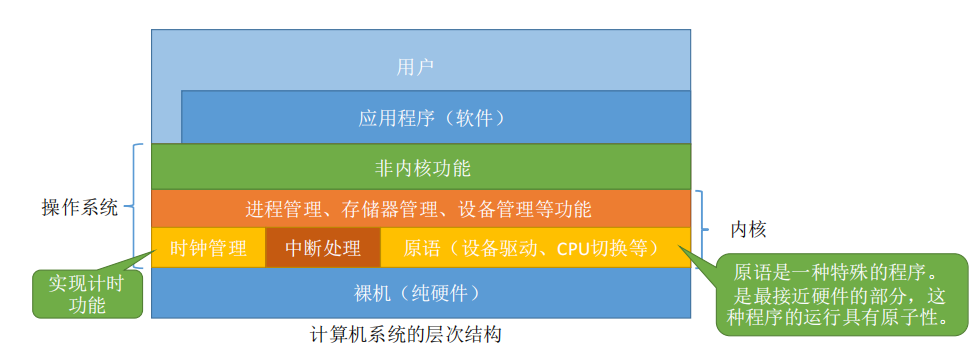 用户
应用程序（软件）
非内核功能
操作系统
进程管理、存储器管理、设备管理等功能
内核
时钟管理
中断处理
原语（设备驱动、CPU切换等）
实现计时
功能
裸机（纯硬件）
原语是一种特殊的程序。
是最接近硬件的部分，这
种程序的运行具有原子性。
计算机系统的层次结构